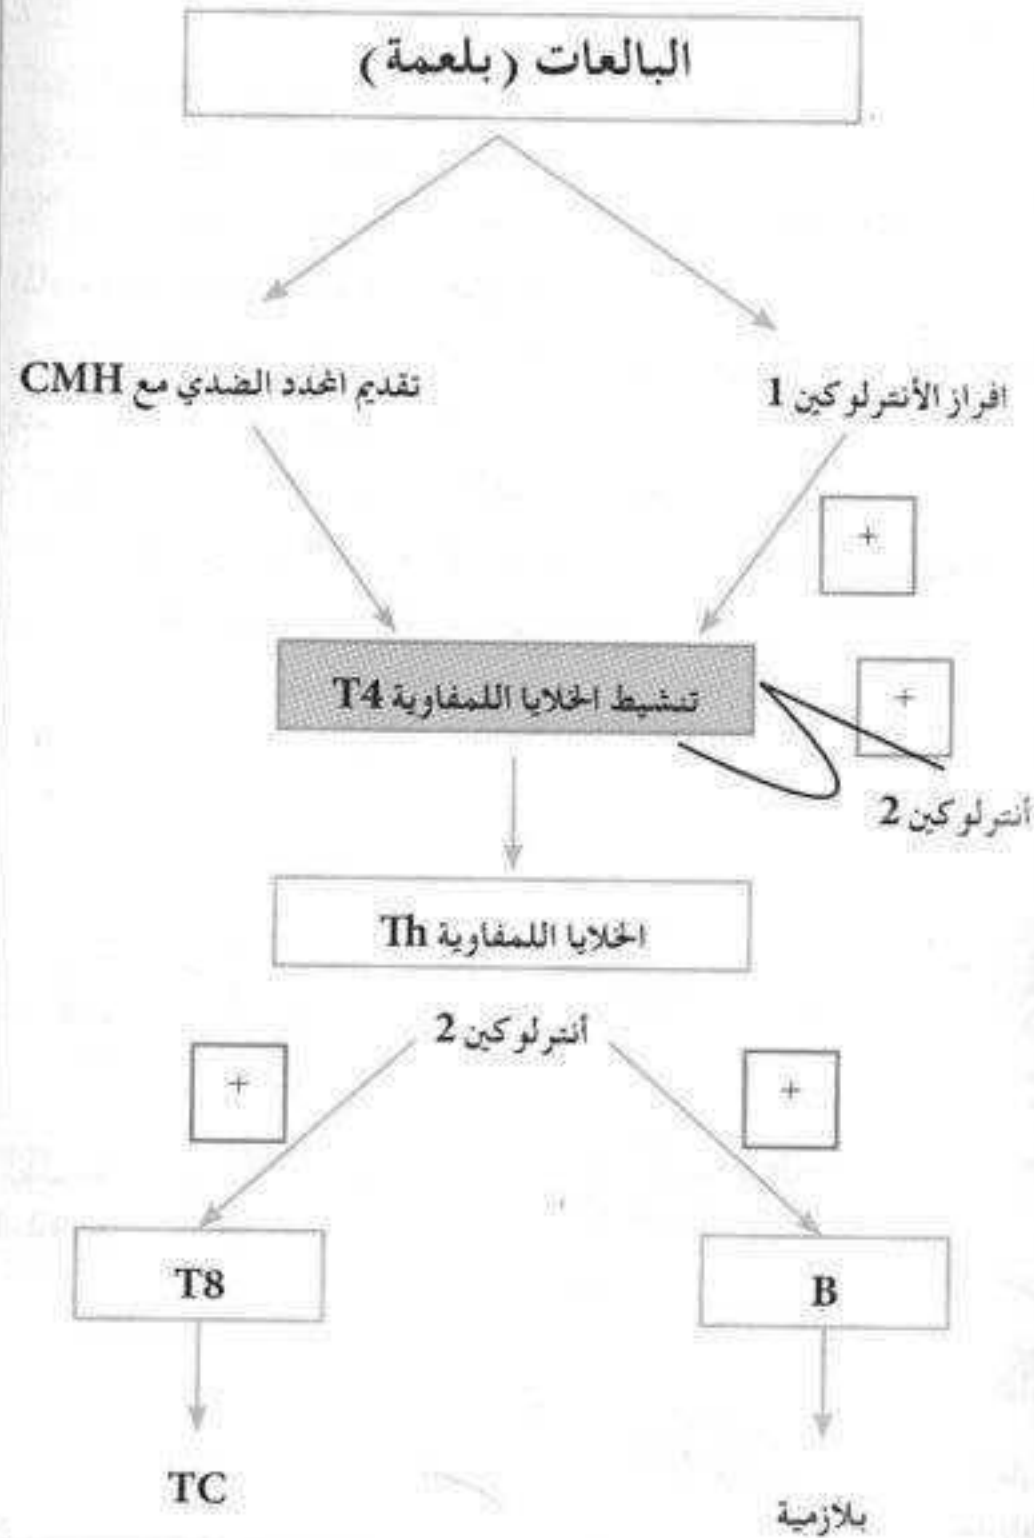 البالعات (بلعمة)
افراز الأنترلوكين 1
تقديم المحدد الضدي مع CMH
+
تنشيط الخلايا اللمفاوية T4
+
أنترلوكين 2
الخلايا اللمفاوية Th
أنترلوكين 2
+
+
B
T8
بلازمية
TC